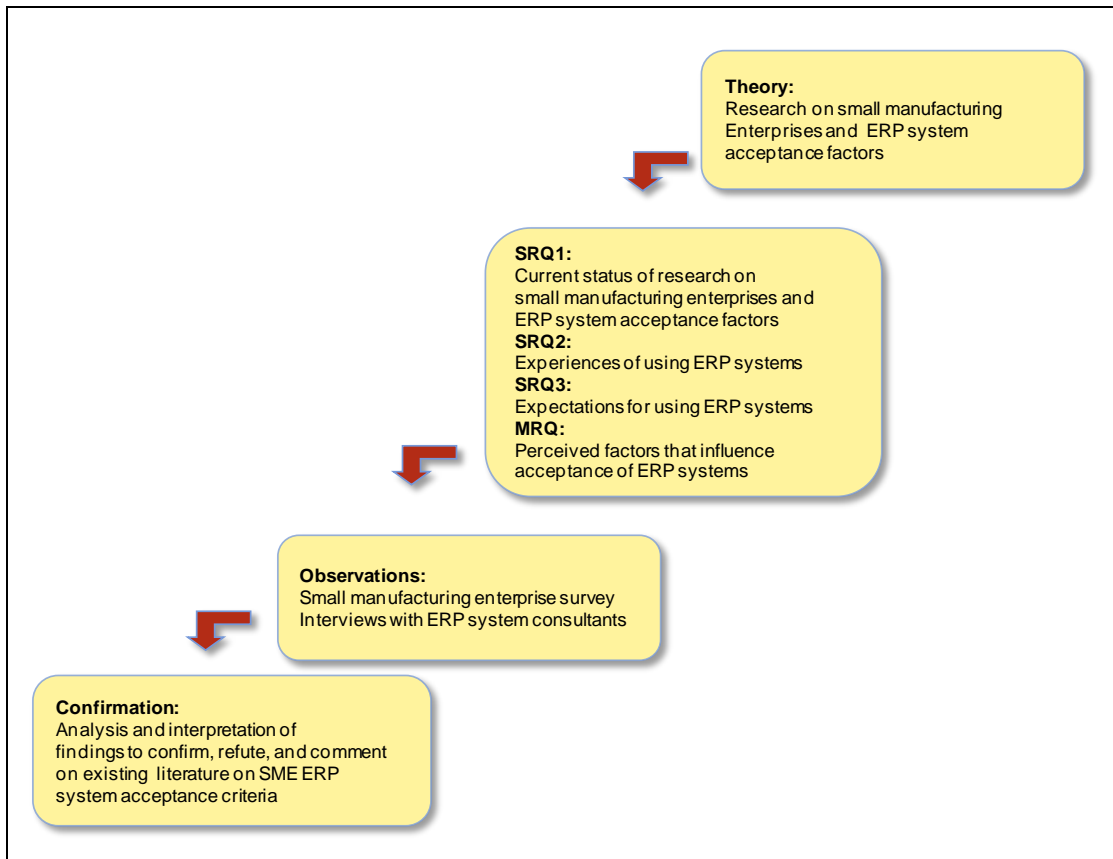 Theory:
Research on small manufacturing
Enterprises and ERP system
acceptance factors
SRQ1:
Current status of research on
small manufacturing enterprises and
ERP system acceptance factors
SRQ2:
Experiences of using ERP systems
SRQ3:
Expectations for using ERP systems
MRQ:
Perceived factors that influence
acceptance of ERP systems
Observations:
Small manufacturing enterprise survey
Interviews with ERP system consultants
Confirmation:
Analysis and interpretation of
findings to confirm, refute, and comment
on existing literature on SME ERP
system acceptance criteria